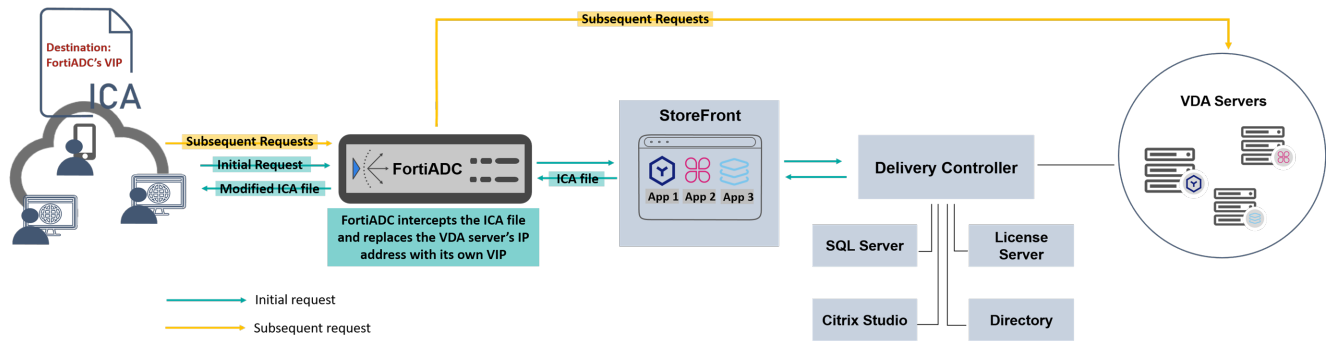 Subsequent Requests
Destination:
FortiADC's VIP
ICA
Subsequent Requests
Initial Request
Modified ICA file
FortiADC
FortiADC intercepts the ICA file
and replaces the VDA server's IP
address with its own VIP
ICA file
StoreFront
App 1 App 2 App 3
Delivery Controller
SQL Server
License
Server
Citrix Studio
Directory
VDA Servers
Initial request
Subsequent request